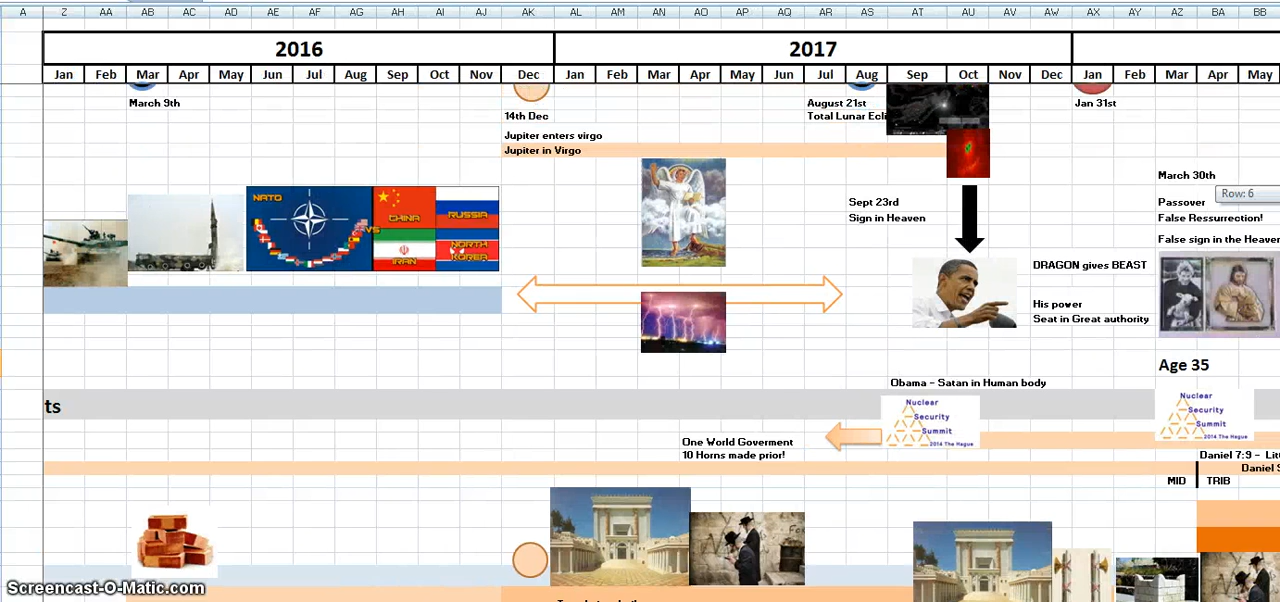 A Z AA AB AC AD AE AF AG AH AI AJ AK AL AM AN AO AP AQ AR AS AT AU AV AW AX AY AZ BA BB
2016 2017
Jan Feb Mar Apr May Jun Jul Aug Sep Oct Nov Dec Jan Feb Mar Apr May Jun Jul Aug Sep Oct Nov Dec Jan Feb Mar Apr May
March 9th
August 21st
Jan 31st
14th Dec
Total Lunar Ecli
Jupiter enters virgo
Jupiter in Virgo
March 30th
Row: 6
Sept 23rd
Passover
Sign in Heaven
False Ressurrection!
False sign in the Heaven
NATO
VS
CHINA
RUSSIA
IRAN
NORTH
KOREA
DRAGON gives BEAST
His power
Seat in Great authority
Age 35
Obama - Satan in Human body
ts
Nuclear
Security
Summit
2014 The Hague
Nuclear
Security
Summit
2014 The Hague
One World Goverment
10 Horns made prior!
Daniel 7:9 -
Daniel
MID TRIB
Screencast-O-Matic.com